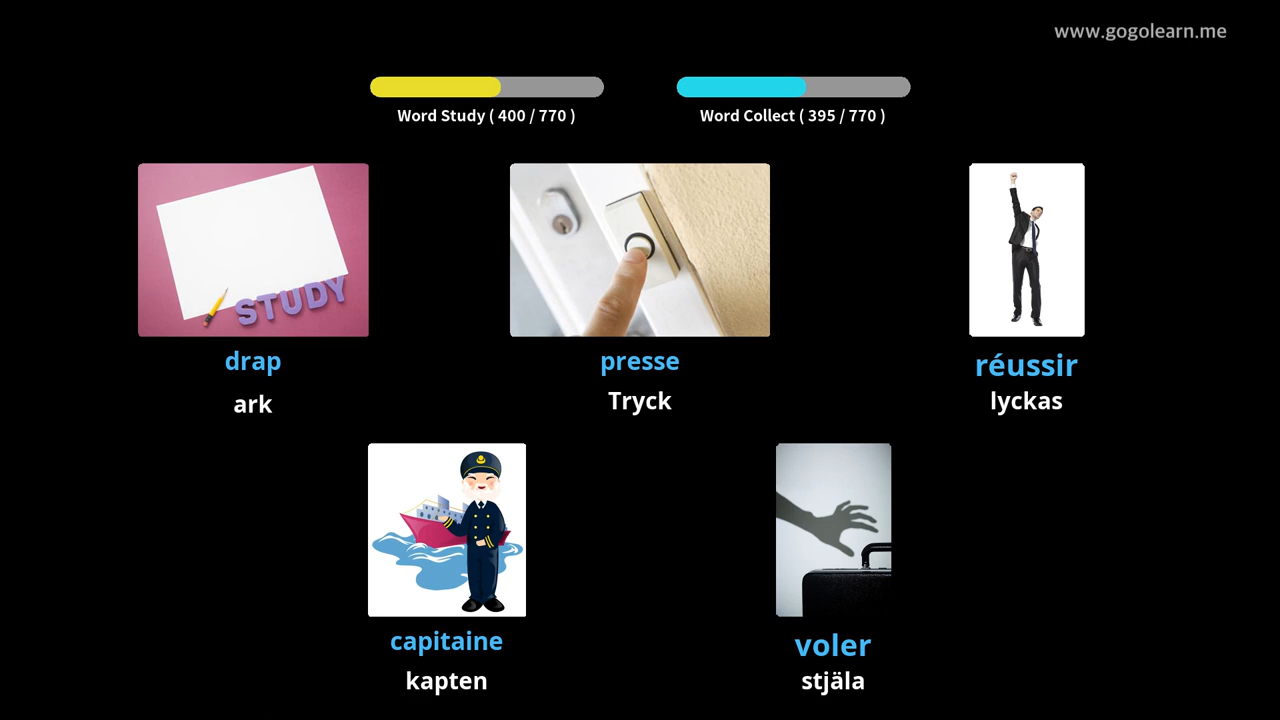 www.gogolearn.me
Word Study ( 400 / 770 )
Word Collect ( 395 / 770 )
STUDY
drap
ark
presse
Tryck
réussir
lyckas
capitaine
kapten
voler
stjäla